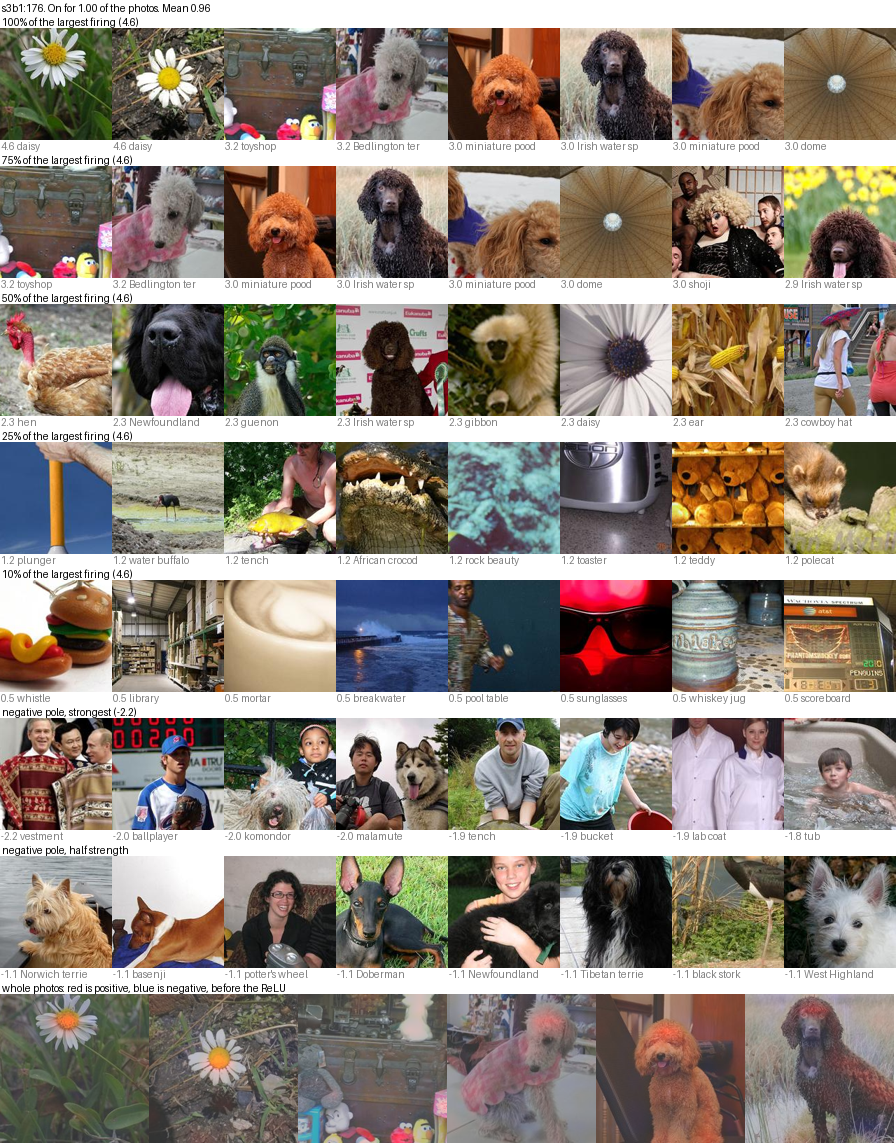 s3b1:176. On for 1.00 of the photos. Mean 0.96
100% of the largest firing (4.6)
4.6 daisy 4.6 daisy 3.2 toyshop 3.2 Bedlington ter 3.0 miniature pood 3.0 Irish water sp 3.0 miniature pood 3.0 dome
75% of the largest firing (4.6)
3.2 toyshop 3.2 Bedlington ter 3.0 miniature pood 3.0 Irish water sp 3.0 miniature pood 3.0 dome 3.0 shoji 2.9 Irish water sp
50% of the largest firing (4.6)
USE
eukanuba
Crufts
2.3 hen 2.3 Newfoundland 2.3 guenon 2.3 Irish water sp 2.3 gibbon 2.3 daisy 2.3 ear 2.3 cowboy hat
25% of the largest firing (4.6)
1.2 plunger 1.2 water buffalo 1.2 tench 1.2 African crocod 1.2 rock beauty 1.2 toaster 1.2 teddy 1.2 polecat
10% of the largest firing (4.6)
at&t
PENGUINS
0.5 whistle 0.5 library 0.5 mortar 0.5 breakwater 0.5 pool table 0.5 sunglasses 0.5 whiskey jug 0.5 scoreboard
negative pole, strongest (-2.2)
-2.2 vestment -2.0 ballplayer -2.0 komondor -2.0 malamute -1.9 tench -1.9 bucket -1.9 lab coat -1.8 tub
negative pole, half strength
-1.1 Norwich terrie -1.1 basenji -1.1 potter's wheel -1.1 Doberman -1.1 Newfoundland -1.1 Tibetan terrie -1.1 black stork -1.1 West Highland
whole photos: red is positive, blue is negative, before the ReLU